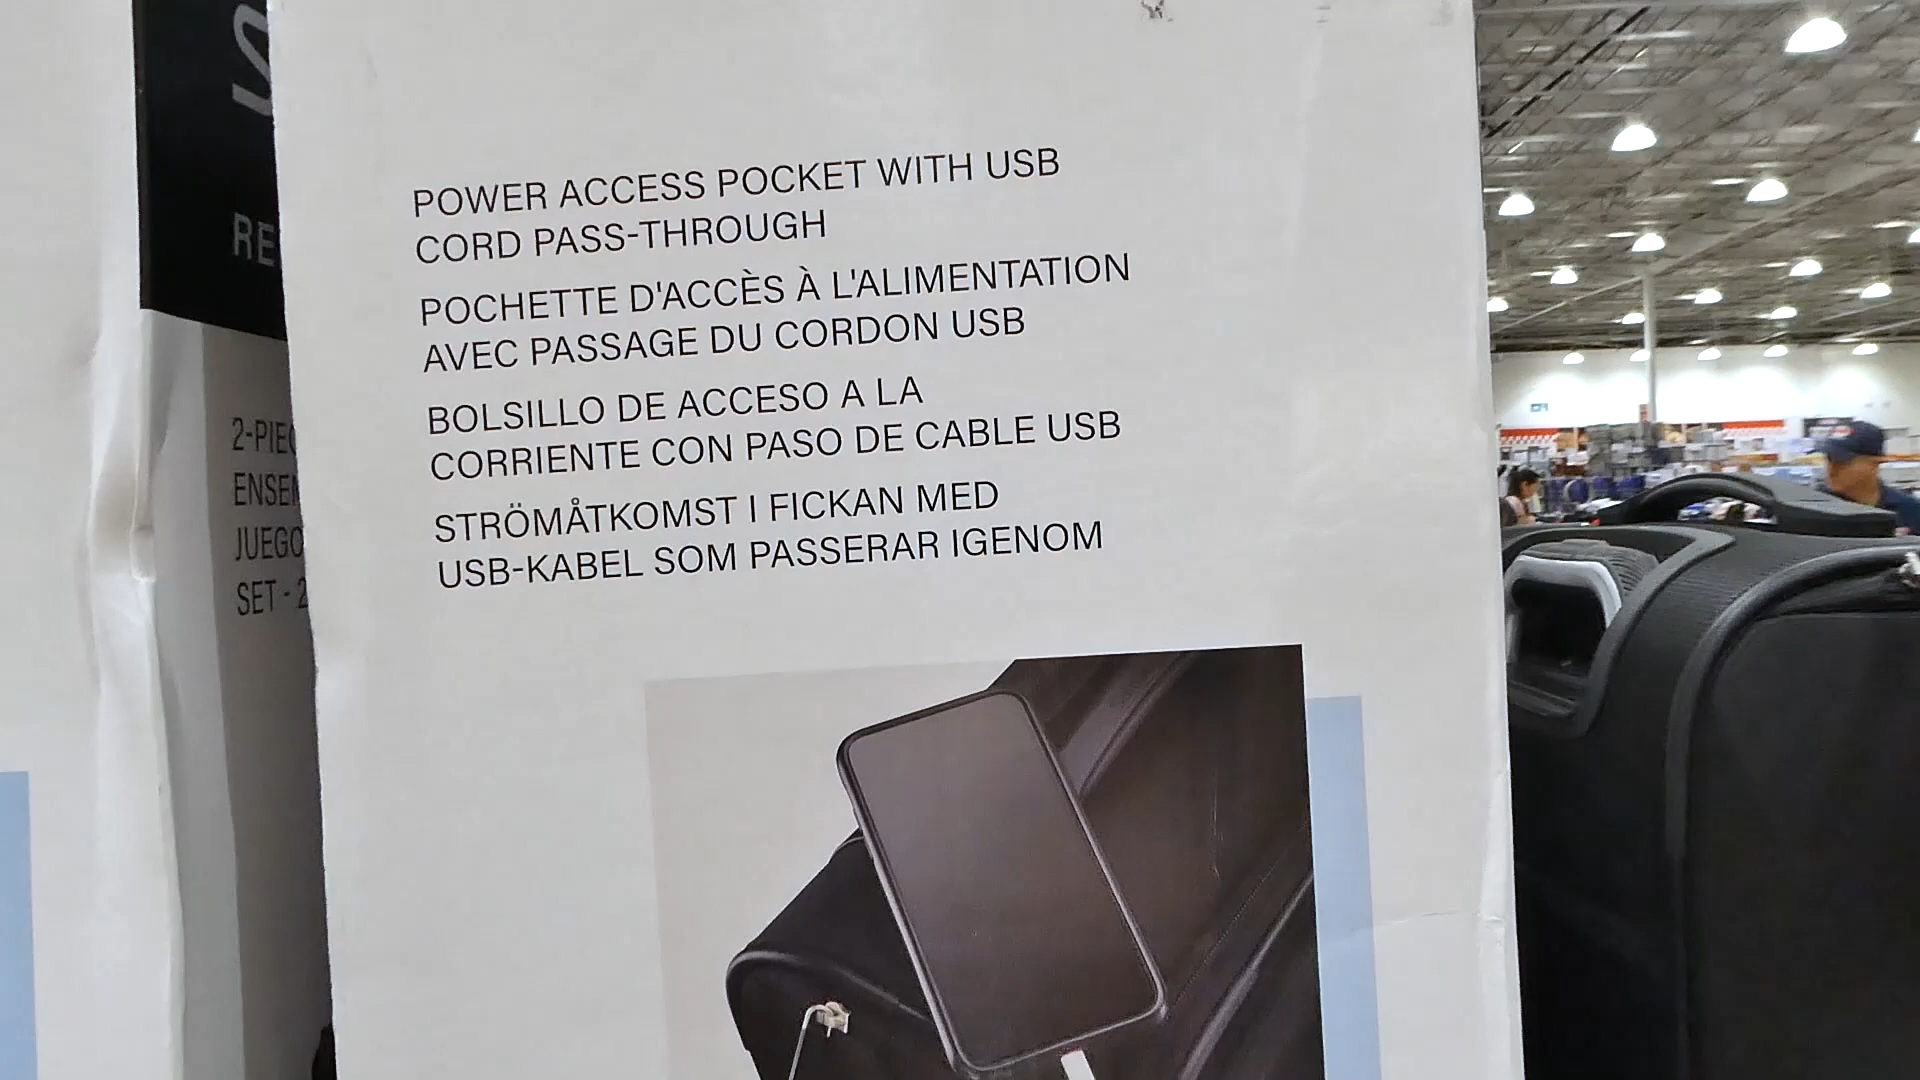 POWER ACCESS POCKET WITH USB
CORD PASS-THROUGH
POCHETTE D'ACCÈS À L'ALIMENTATION
AVEC PASSAGE DU CORDON USB
BOLSILLO DE ACCESO A LA
CORRIENTE CON PASO DE CABLE USB
STRÖMÅTKOMST I FICKAN MED
USB-KABEL SOM PASSERAR IGENOM
RE
2-PIEC
ENSEM
JUEGO
SET - 2